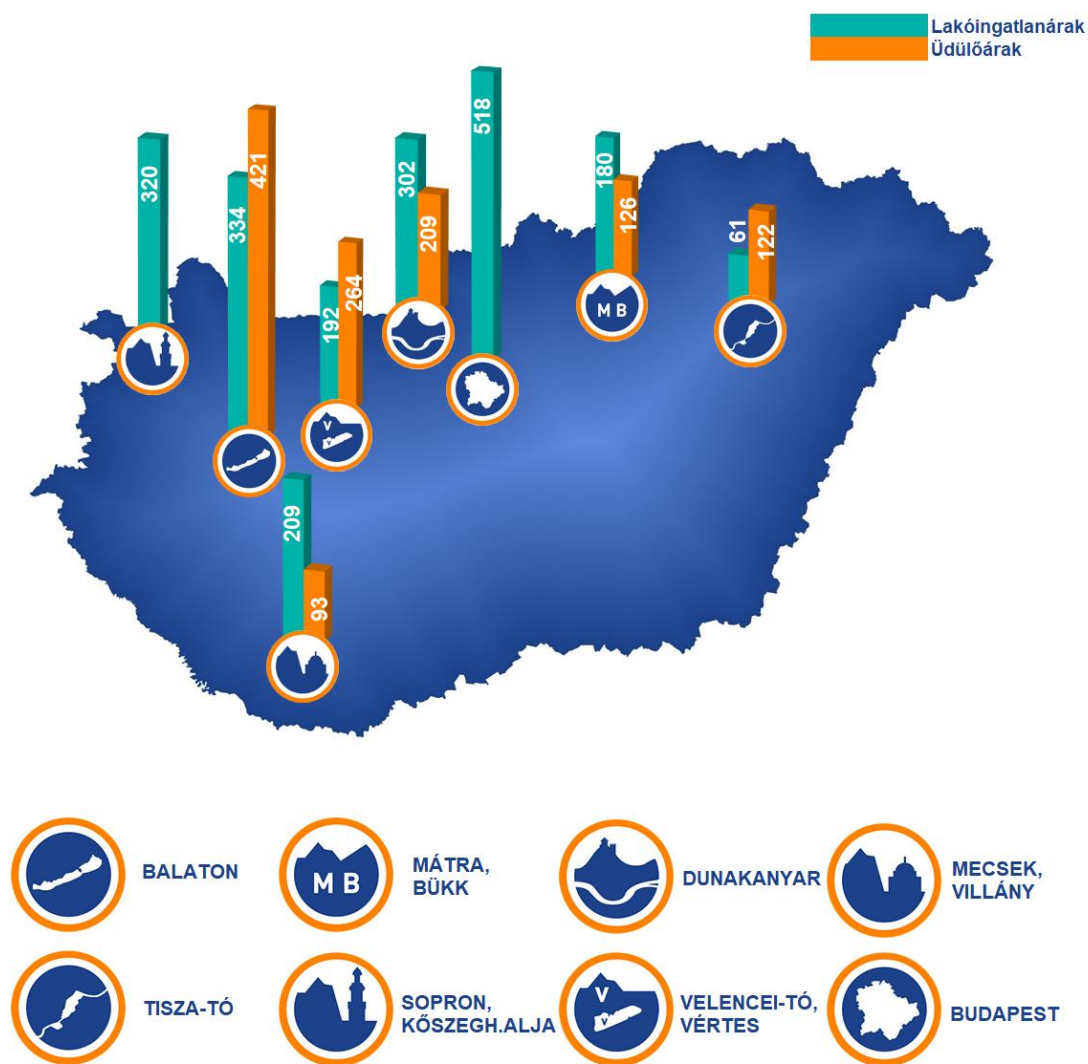 Lakóingatlanárak
Üdülőárak
320
334
421
192
264
302
209
518
180
126
61
122
209
93
M B
V
V
BALATON
M B
MÁTRA,
BÜKK
DUNAKANYAR
MECSEK,
VILLÁNY
TISZA-TÓ
SOPRON,
KŐSZEGH.ALJA
V
V
VELENCEI-TÓ,
VÉRTES
BUDAPEST